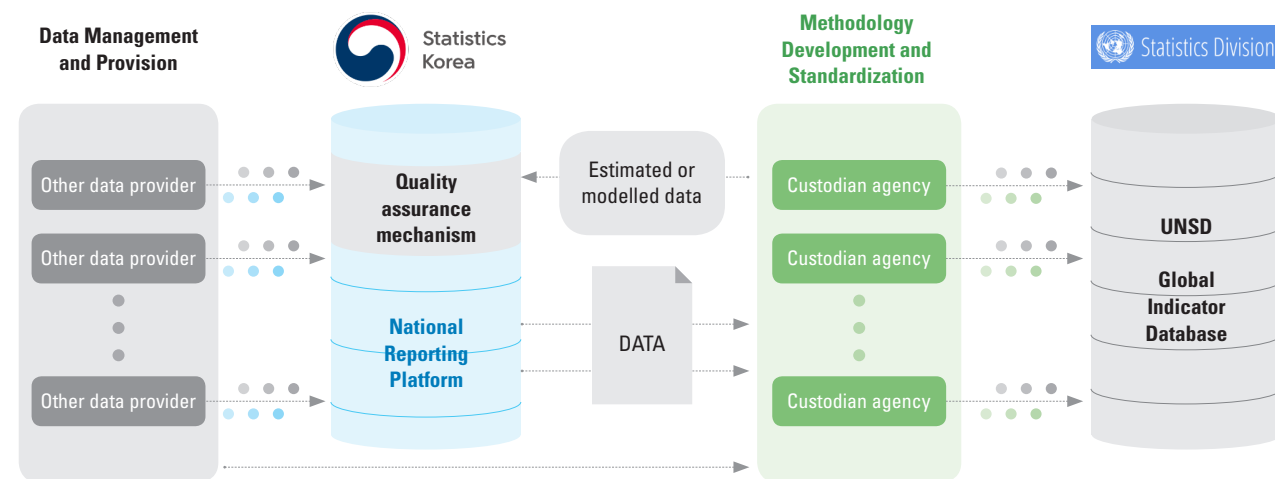 Data Management
and Provision
Statistics
Korea
Methodology
Development and
Standardization
Statistics Division
Other data provider
Other data provider
Other data provider
Quality
assurance
mechanism
National
Reporting
Platform
Estimated or
modelled data
DATA
Custodian agency
Custodian agency
Custodian agency
UNSD
Global
Indicator
Database